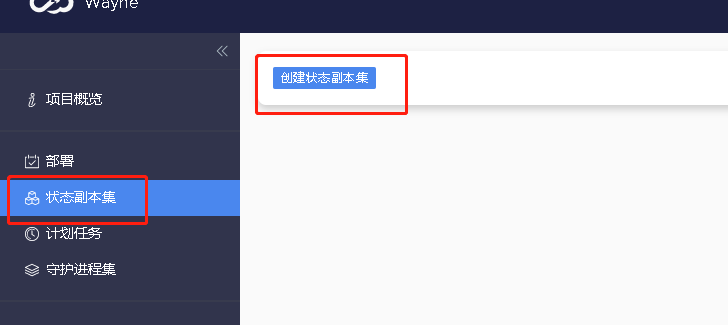 Wayne
创建状态副本集
项目概览
部署
状态副本集
计划任务
守护进程集